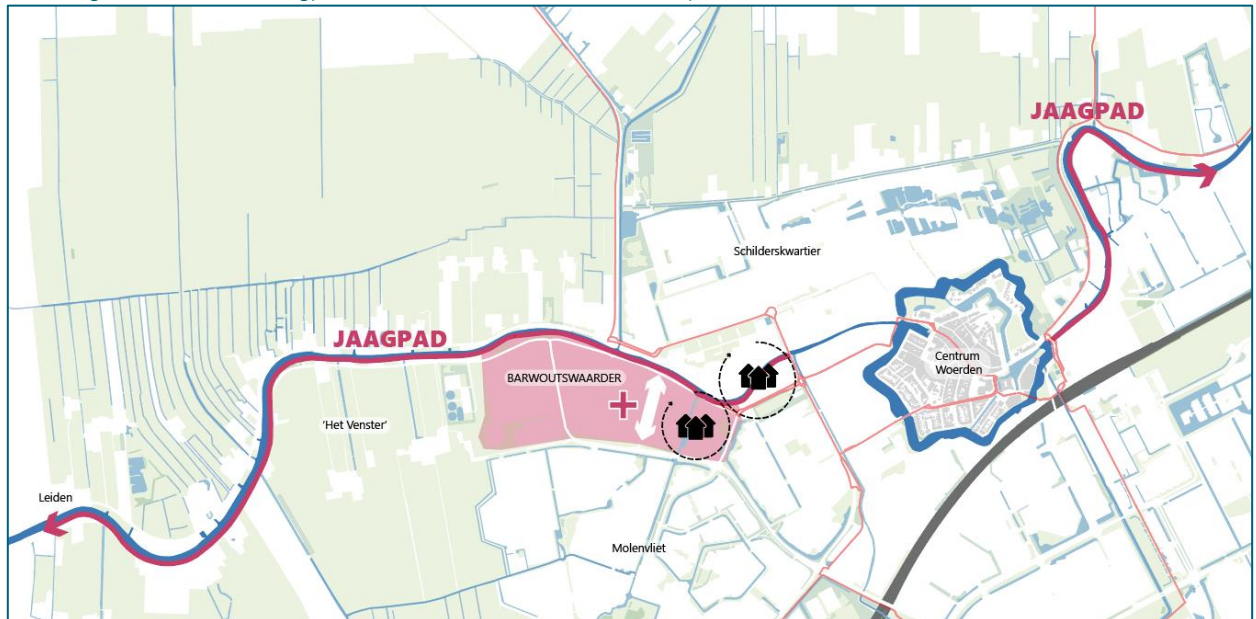 JAAGPAD
Schilderskwartier
JAAGPAD
BARWOUTSWAARDER
Centrum
Woerden
'Het Venster'
Leiden
Molenvliet